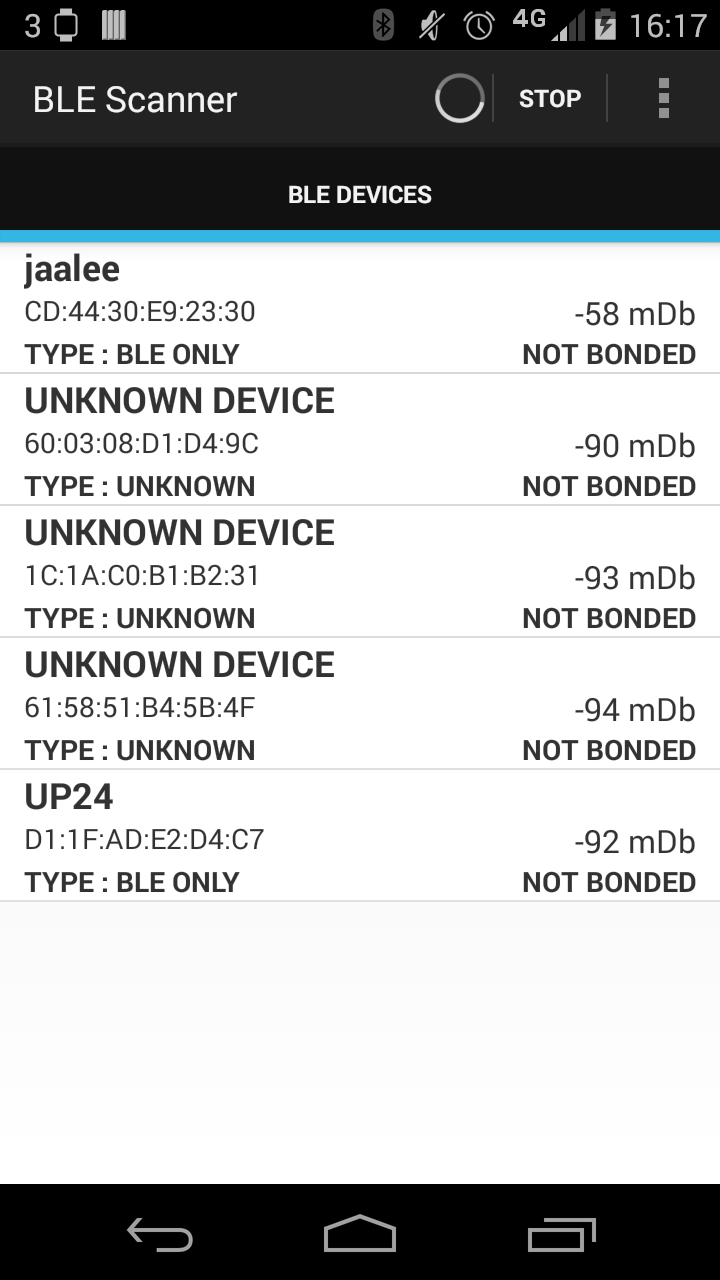 3 4G 16:17
BLE Scanner STOP
BLE DEVICES
jaalee
CD:44:30:E9:23:30 -58 mDb
TYPE : BLE ONLY NOT BONDED
UNKNOWN DEVICE
60:03:08:D1:D4:9C -90 mDb
TYPE : UNKNOWN NOT BONDED
UNKNOWN DEVICE
1C:1A:C0:B1:B2:31 -93 mDb
TYPE : UNKNOWN NOT BONDED
UNKNOWN DEVICE
61:58:51:B4:5B:4F -94 mDb
TYPE : UNKNOWN NOT BONDED
UP24
D1:1F:AD:E2:D4:C7 -92 mDb
TYPE : BLE ONLY NOT BONDED